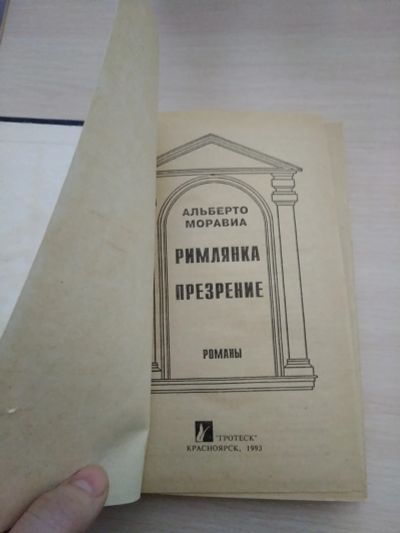 АЛЬБЕРТО
МОРАВИА
РИМЛЯНКА
ПРЕЗРЕНИЕ
РОМАНЫ
"ГРОТЕСК"
КРАСНОЯРСК, 1993